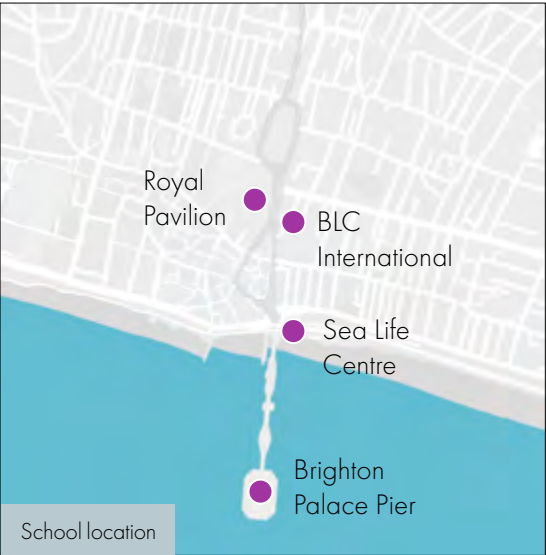 Royal
Pavilion
BLC
International
Sea Life
Centre
Brighton
Palace Pier
School location